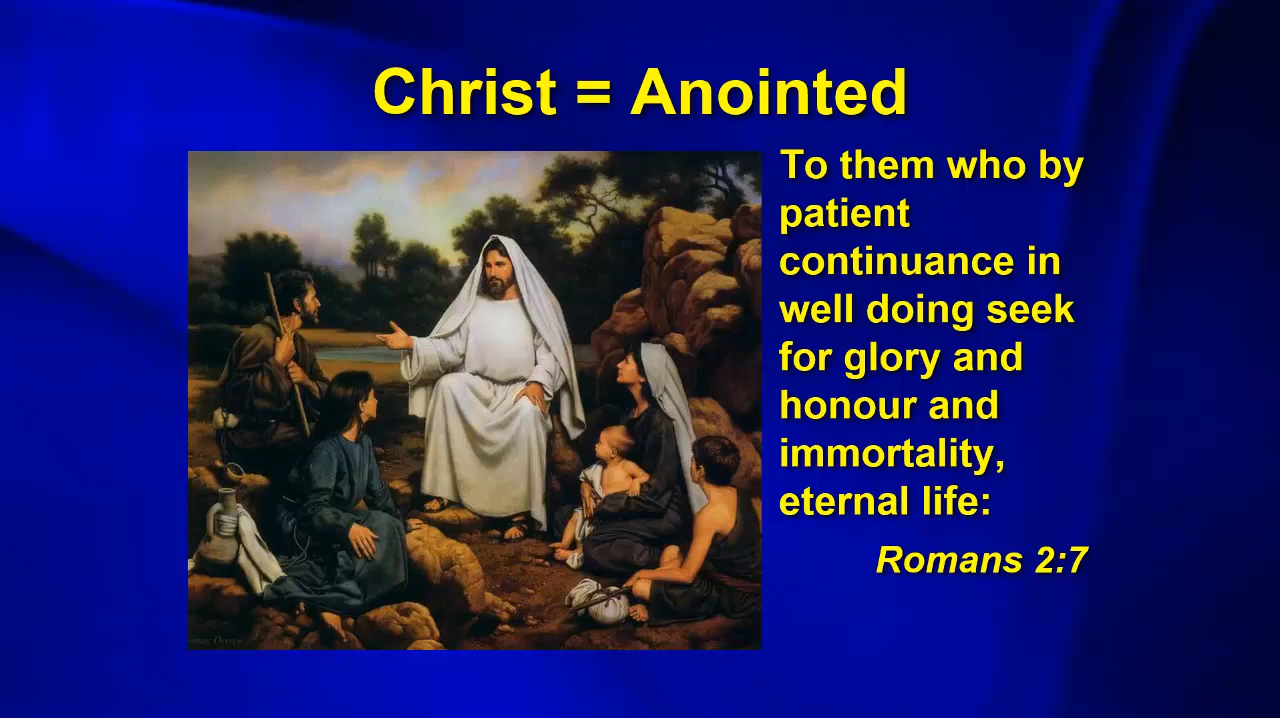 Christ = Anointed
To them who by
patient
continuance in
well doing seek
for glory and
honour and
immortality,
eternal life:
Romans 2:7